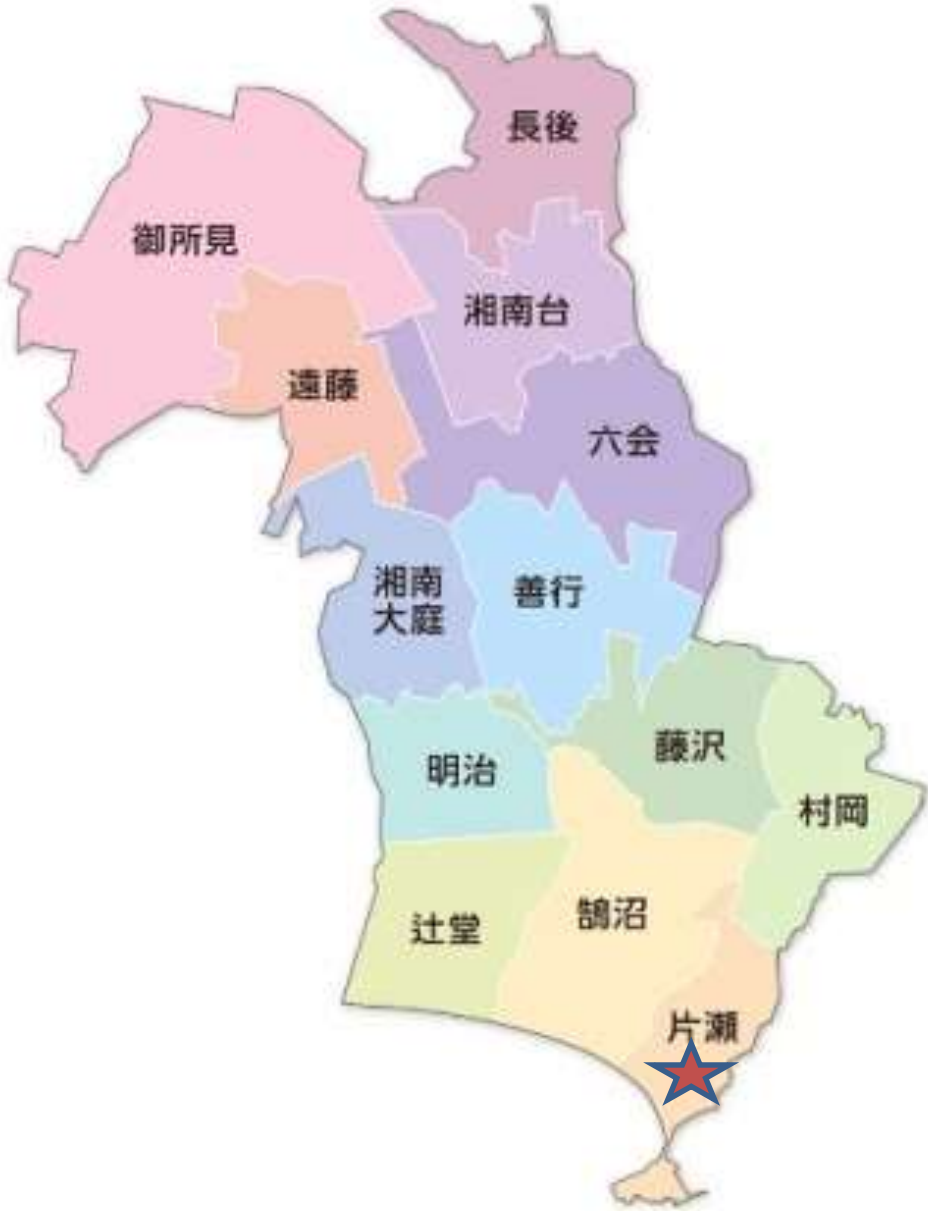 長後
御所見
湘南台
遠藤
六会
湘南
大庭
善行
藤沢
明治
村岡
鵠沼
辻堂
片瀬